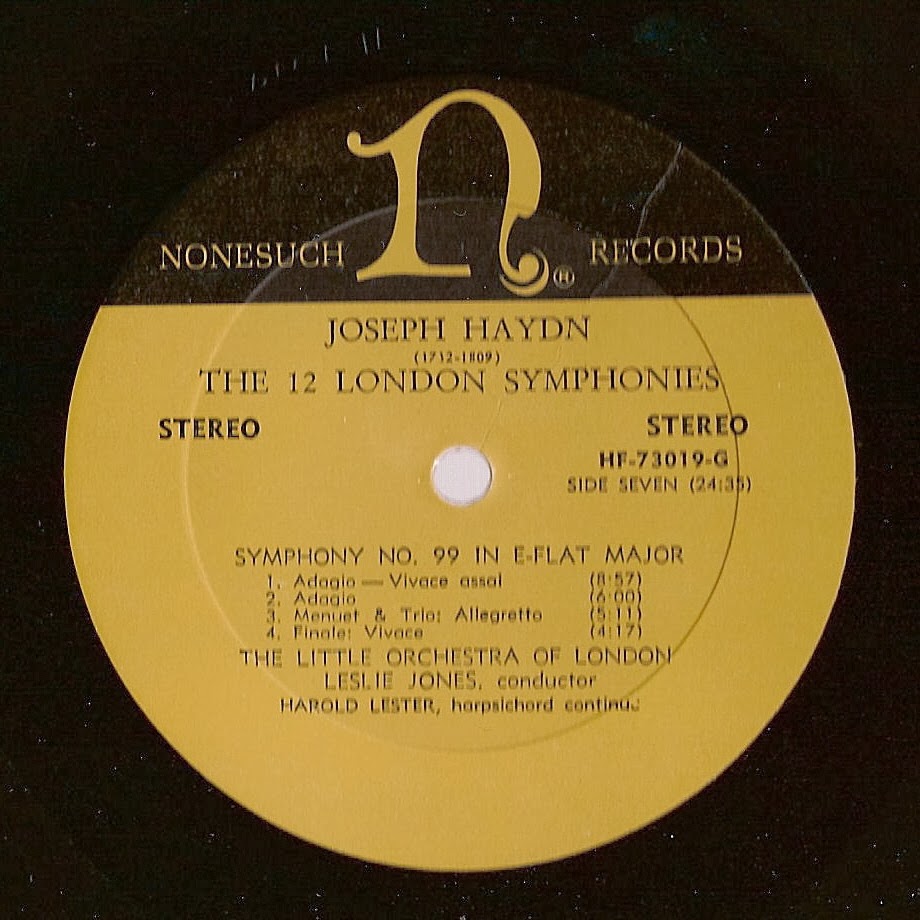 n
NONESUCH ® RECORDS
JOSEPH HAYDN
(1732-1809)
THE 12 LONDON SYMPHONIES
STEREO STEREO
HF-73019-G
SIDE SEVEN (24:35)
SYMPHONY NO. 99 IN E-FLAT MAJOR
1. Adagio — Vivace assai (8:57)
2. Adagio (6:00)
3. Menuet & Trio: Allegretto (5:11)
4. Finale: Vivace (4:17)
THE LITTLE ORCHESTRA OF LONDON
LESLIE JONES, conductor
HAROLD LESTER, harpsichord continuo